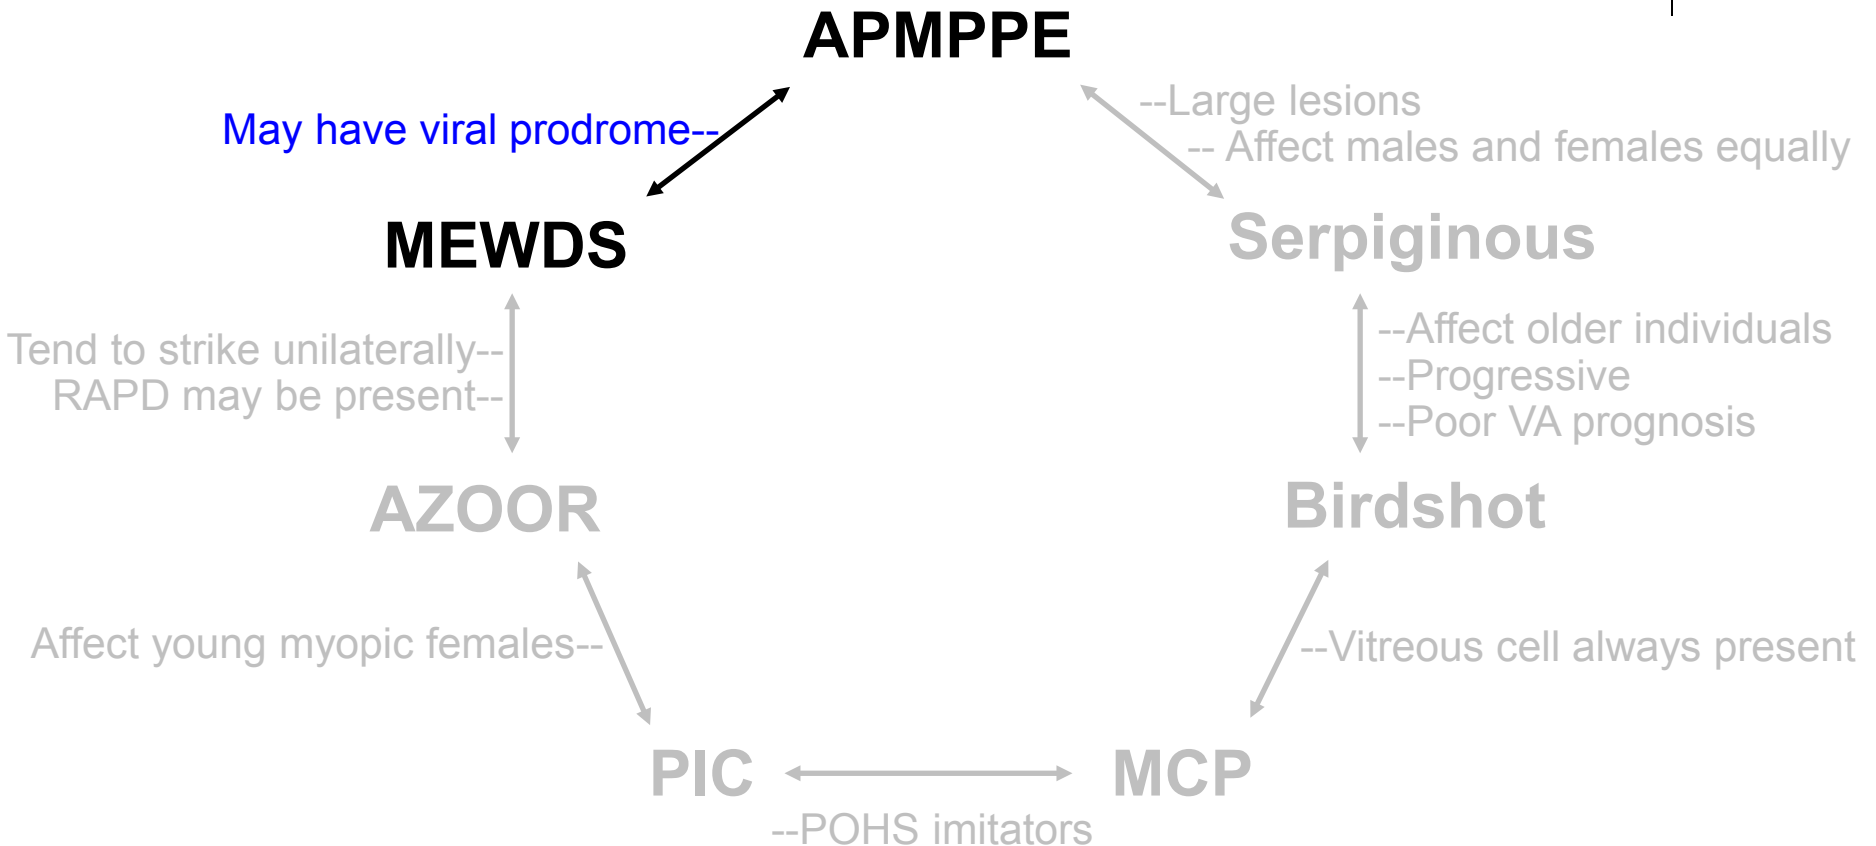 APMPPE
May have viral prodrome--
--Large lesions
-- Affect males and females equally
MEWDS
Serpiginous
Tend to strike unilaterally--
RAPD may be present--
--Affect older individuals
--Progressive
--Poor VA prognosis
AZOOR
Birdshot
Affect young myopic females--
--Vitreous cell always present
PIC
MCP
--POHS imitators